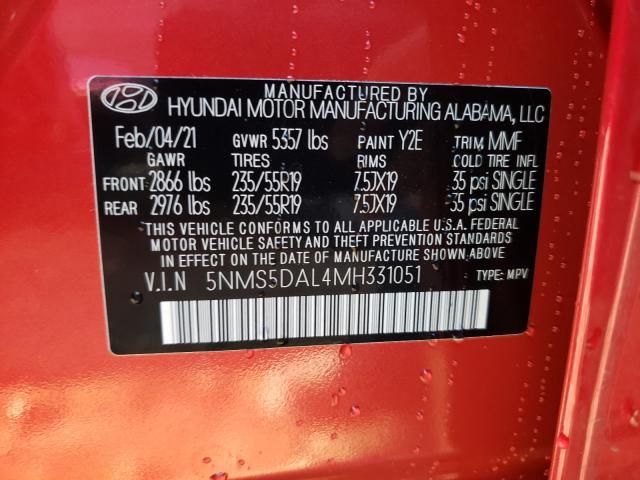 MANUFACTURED BY
HYUNDAI MOTOR MANUFACTURING ALABAMA, LLC
Feb/04/21 GVWR 5357 lbs PAINT Y2E TRIM MMF
GAWR TIRES RIMS COLD TIRE INFL
FRONT 2866 lbs 235/55R19 7.5JX19 35 psi SINGLE
REAR 2976 lbs 235/55R19 7.5JX19 35 psi SINGLE
THIS VEHICLE CONFORMS TO ALL APPLICABLE U.S.A. FEDERAL
MOTOR VEHICLE SAFETY AND THEFT PREVENTION STANDARDS
IN EFFECT ON THE DATE OF MANUFACTURE SHOWN ABOVE.
V.I.N 5NMS5DAL4MH331051 TYPE: M.PV